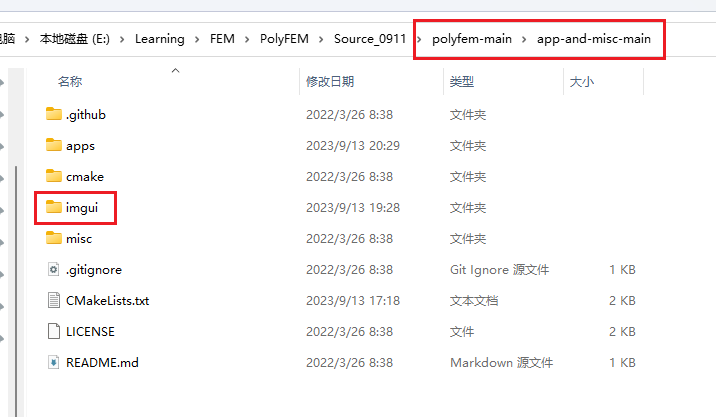 电脑 › 本地磁盘 (E:) › Learning › FEM › PolyFEM › Source_0911 › polyfem-main › app-and-misc-main
名称 修改日期 类型 大小
.github 2022/3/26 8:38 文件夹
apps 2023/9/13 20:29 文件夹
cmake 2022/3/26 8:38 文件夹
imgui 2023/9/13 19:28 文件夹
misc 2022/3/26 8:38 文件夹
.gitignore 2022/3/26 8:38 Git Ignore 源文件 1 KB
CMakeLists.txt 2023/9/13 17:18 文本文档 2 KB
LICENSE 2022/3/26 8:38 文件 2 KB
README.md 2022/3/26 8:38 Markdown 源文件 1 KB